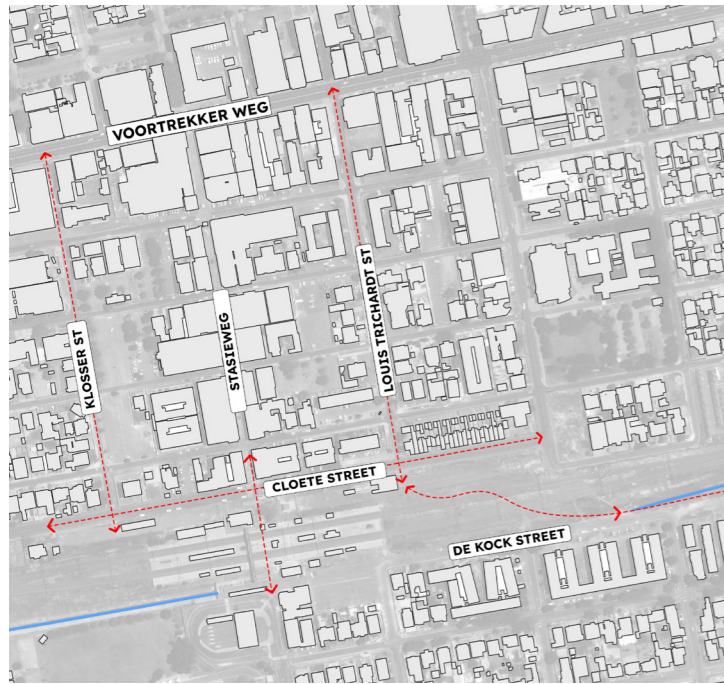 VOORTREKKER WEG
KLOSSER ST
STASIEWEG
LOUIS TRICHARDT ST
CLOETE STREET
DE KOCK STREET